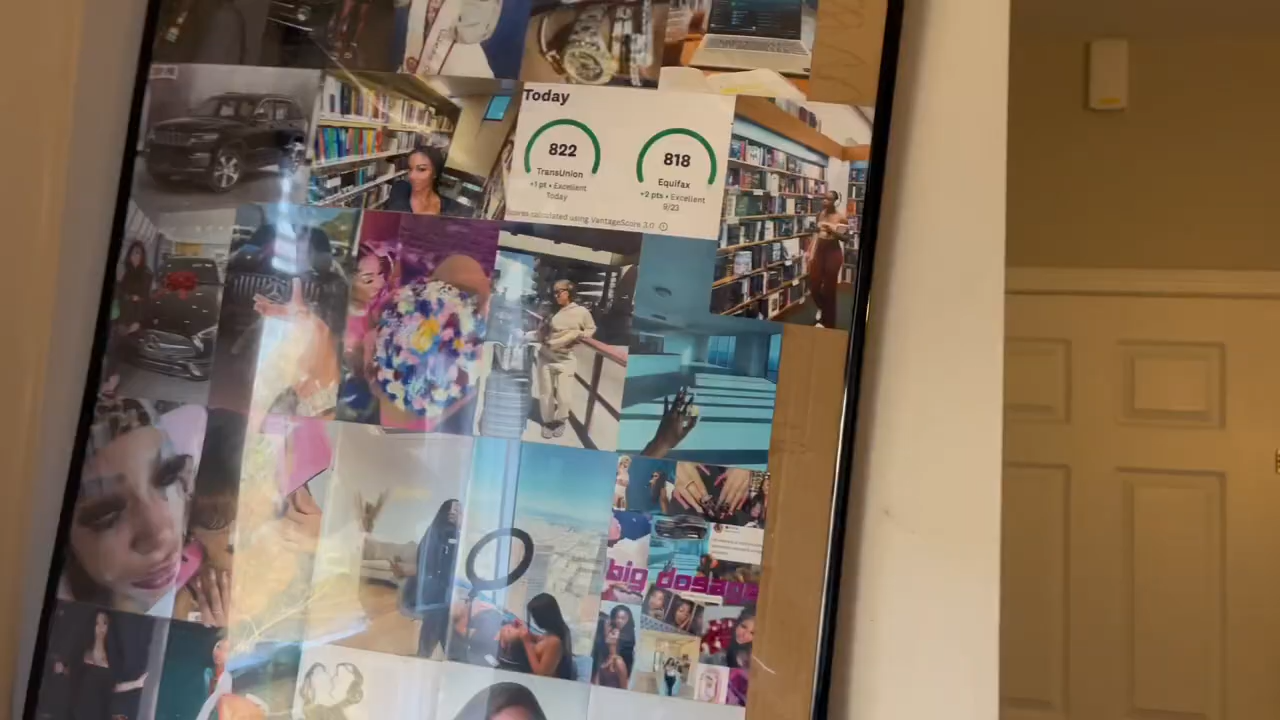 Today
822
818
TransUnion
Equifax
+1 pt • Excellent
+2 pts • Excellent
Today
9/23
Scores calculated using VantageScore 3.0
big dosage